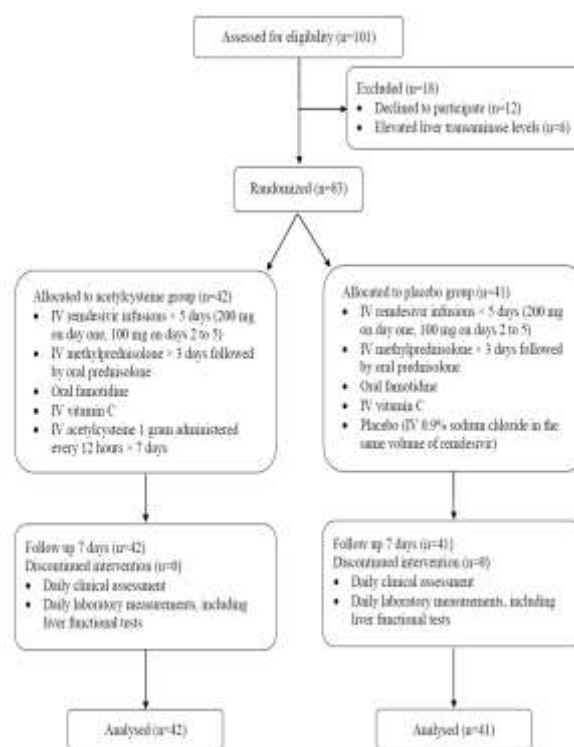 Assessed for eligibility (n=101)
Excluded (n=18)
• Declined to participate (n=12)
• Elevated liver transaminase levels (n=6)
Randomized (n=83)
Allocated to acetylcysteine group (n=42)
• IV remdesivir infusions × 5 days (200 mg
on day one, 100 mg on days 2 to 5)
• IV methylprednisolone × 3 days followed
by oral prednisolone
• Oral famotidine
• IV vitamin C
• IV acetylcysteine 1 gram administered
every 12 hours × 7 days
Allocated to placebo group (n=41)
• IV remdesivir infusions × 5 days (200 mg
on day one, 100 mg on days 2 to 5)
• IV methylprednisolone × 3 days followed
by oral prednisolone
• Oral famotidine
• IV vitamin C
• Placebo (IV 0.9% sodium chloride in the
same volume of remdesivir)
Follow up 7 days (n=42)
Discontinued intervention (n=0)
• Daily clinical assessment
• Daily laboratory measurements, including
liver functional tests
Follow up 7 days (n=41)
Discontinued intervention (n=0)
• Daily clinical assessment
• Daily laboratory measurements, including
liver functional tests
Analysed (n=42)
Analysed (n=41)